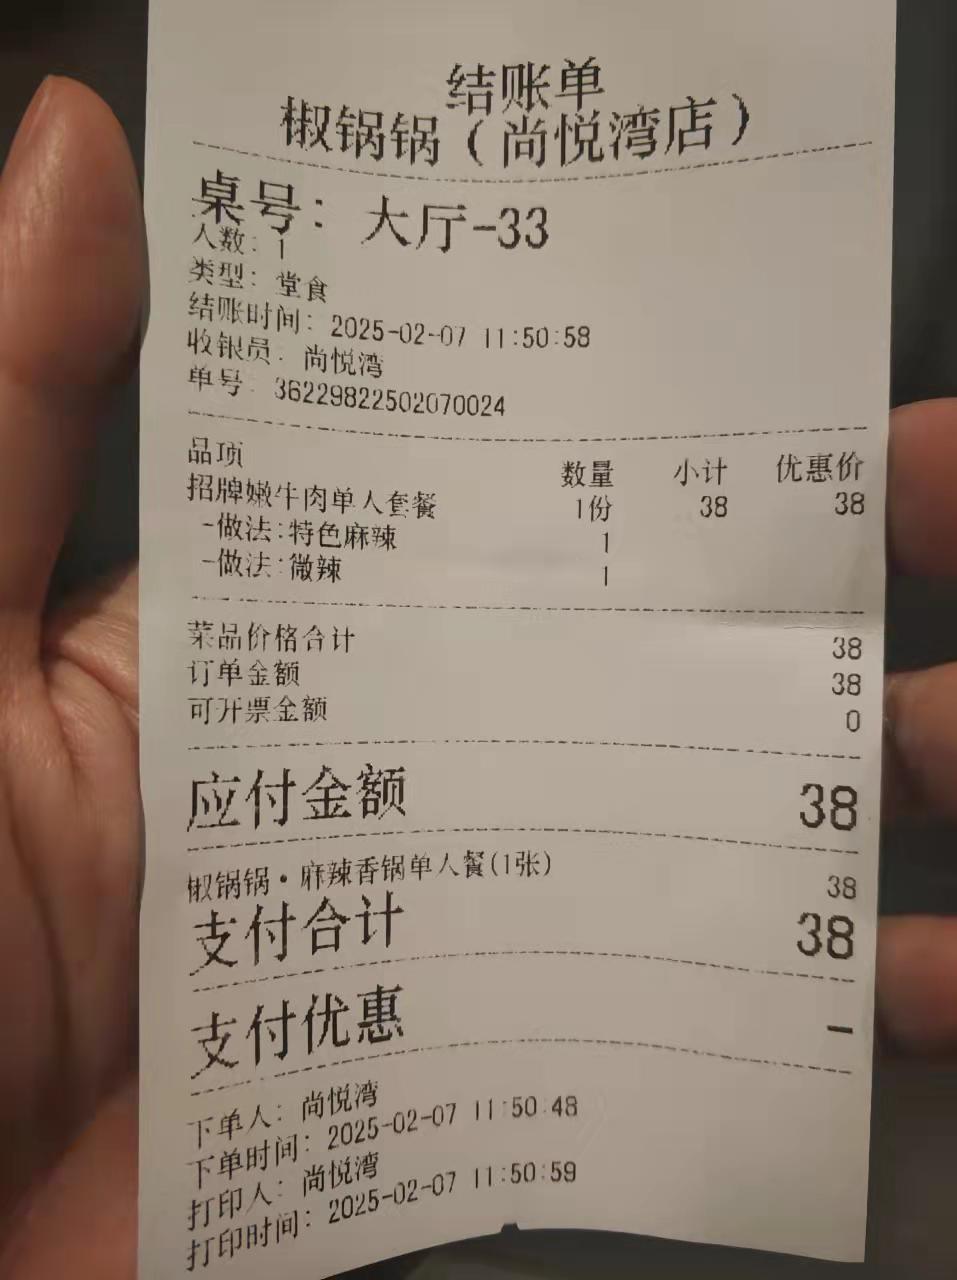 结账单
椒锅锅（尚悦湾店）
桌号：大厅-33
人数：1
类型：堂食
结账时间：2025-02-07 11:50:58
收银员：尚悦湾
单号：36229822502070024
品项 数量 小计 优惠价
招牌嫩牛肉单人套餐 1份 38 38
-做法:特色麻辣 1
-做法:微辣 1
菜品价格合计 38
订单金额 38
可开票金额 0
应付金额 38
椒锅锅·麻辣香锅单人餐(1张) 38
支付合计 38
支付优惠 -
下单人：尚悦湾
下单时间：2025-02-07 11:50:48
打印人：尚悦湾
打印时间：2025-02-07 11:50:59